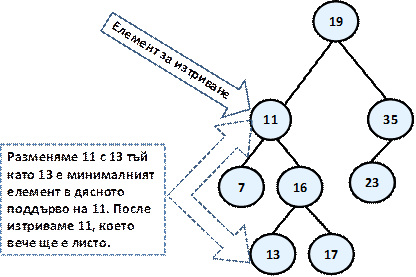 Елемент за изтриване
19
11
35
7
16
23
13
17
Разменяме 11 с 13 тъй
като 13 е минималният
елемент в дясното
поддърво на 11. После
изтриваме 11, което
вече ще е листо.